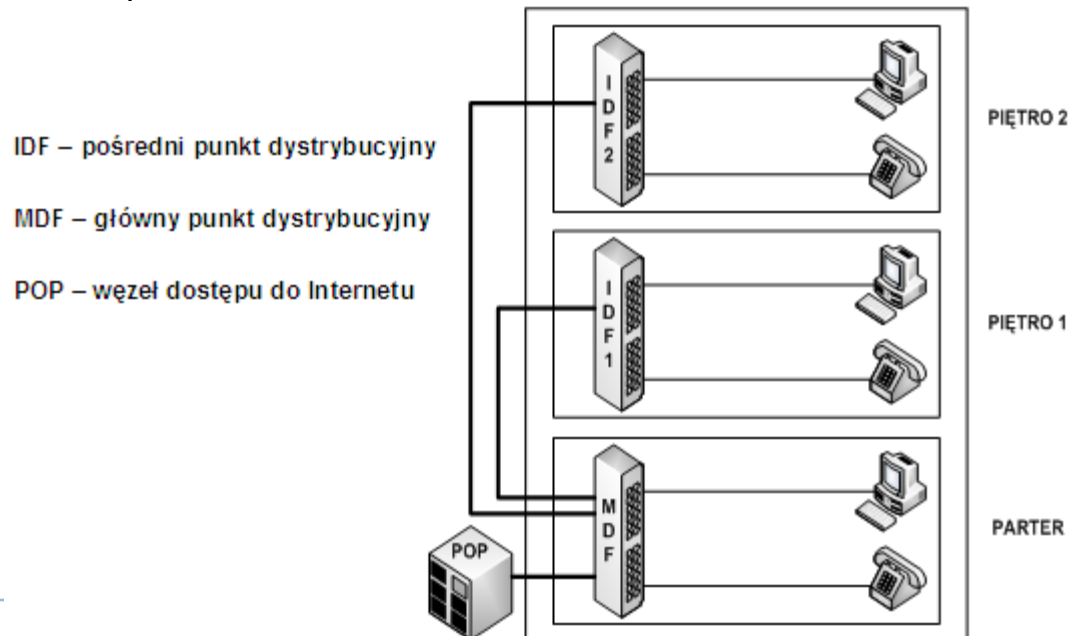 IDF – pośredni punkt dystrybucyjny
MDF – główny punkt dystrybucyjny
POP – węzeł dostępu do Internetu
IDF2
PIĘTRO 2
IDF1
PIĘTRO 1
MDF
PARTER
POP